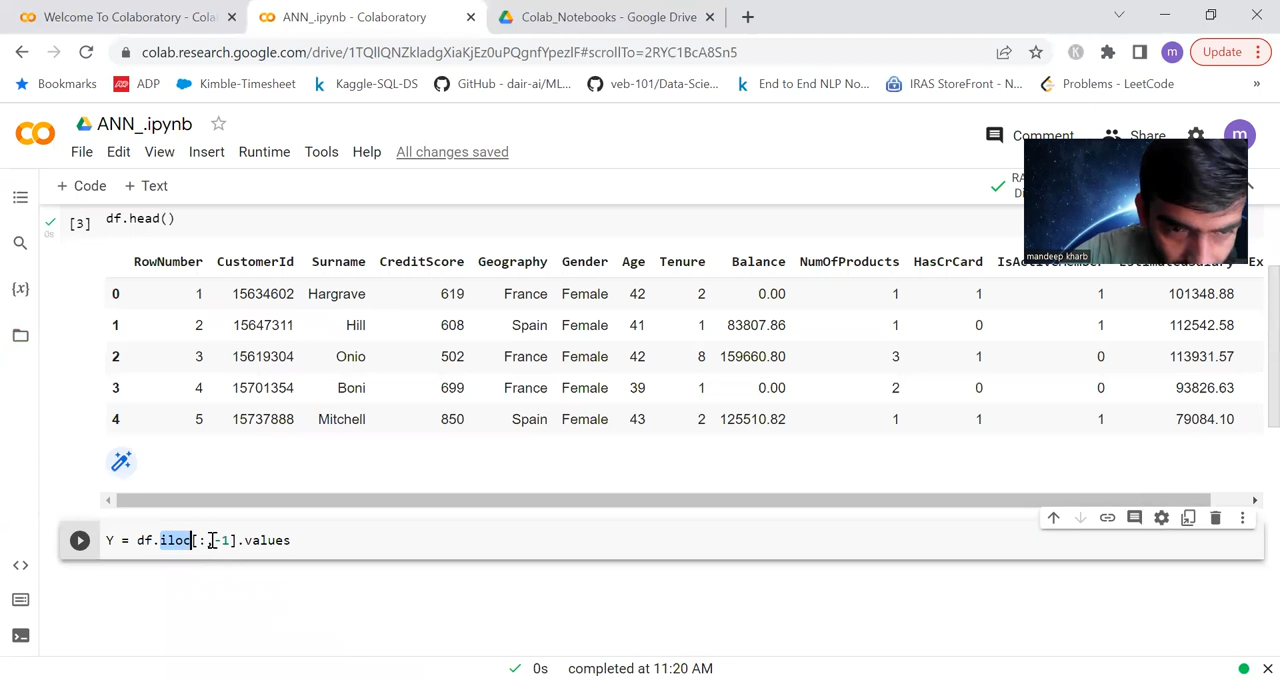 Welcome To Colaboratory - Cola
ANN_.ipynb - Colaboratory
Colab_Notebooks - Google Drive
colab.research.google.com/drive/1TQIlQNZkladgXiaKjEz0uPQgnfYpezlF#scrollTo=2RYC1BcA8Sn5
Update
Bookmarks ADP Kimble-Timesheet Kaggle-SQL-DS GitHub - dair-ai/ML... veb-101/Data-Scie... End to End NLP No... IRAS StoreFront - N... Problems - LeetCode »
ANN_.ipynb
Comment Share m
File Edit View Insert Runtime Tools Help All changes saved
+ Code + Text
RA
Di
mandeep kharb
[3] df.head()
RowNumber CustomerId Surname CreditScore Geography Gender Age Tenure Balance NumOfProducts HasCrCard IsActiveMember EstimatedSalary Ex
0 1 15634602 Hargrave 619 France Female 42 2 0.00 1 1 1 101348.88
1 2 15647311 Hill 608 Spain Female 41 1 83807.86 1 0 1 112542.58
2 3 15619304 Onio 502 France Female 42 8 159660.80 3 1 0 113931.57
3 4 15701354 Boni 699 France Female 39 1 0.00 2 0 0 93826.63
4 5 15737888 Mitchell 850 Spain Female 43 2 125510.82 1 1 1 79084.10
Y = df.iloc[:,-1].values
0s completed at 11:20 AM